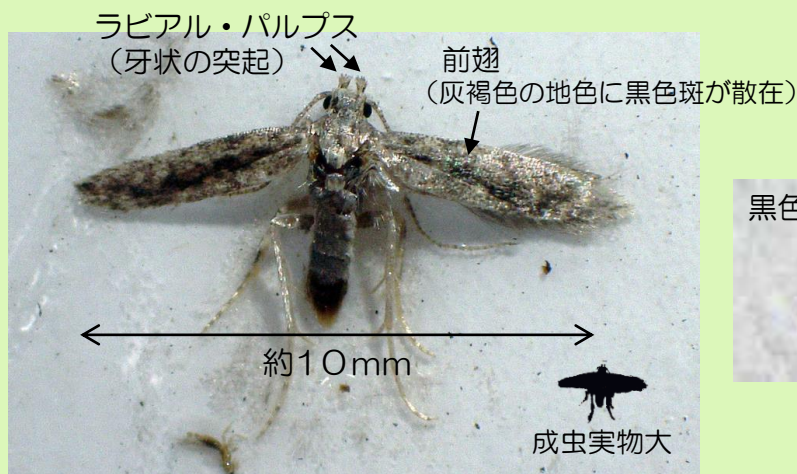 ラビアル・パルプス
（牙状の突起）
前翅
（灰褐色の地色に黒色斑が散在）
黒色
約１０mm
成虫実物大